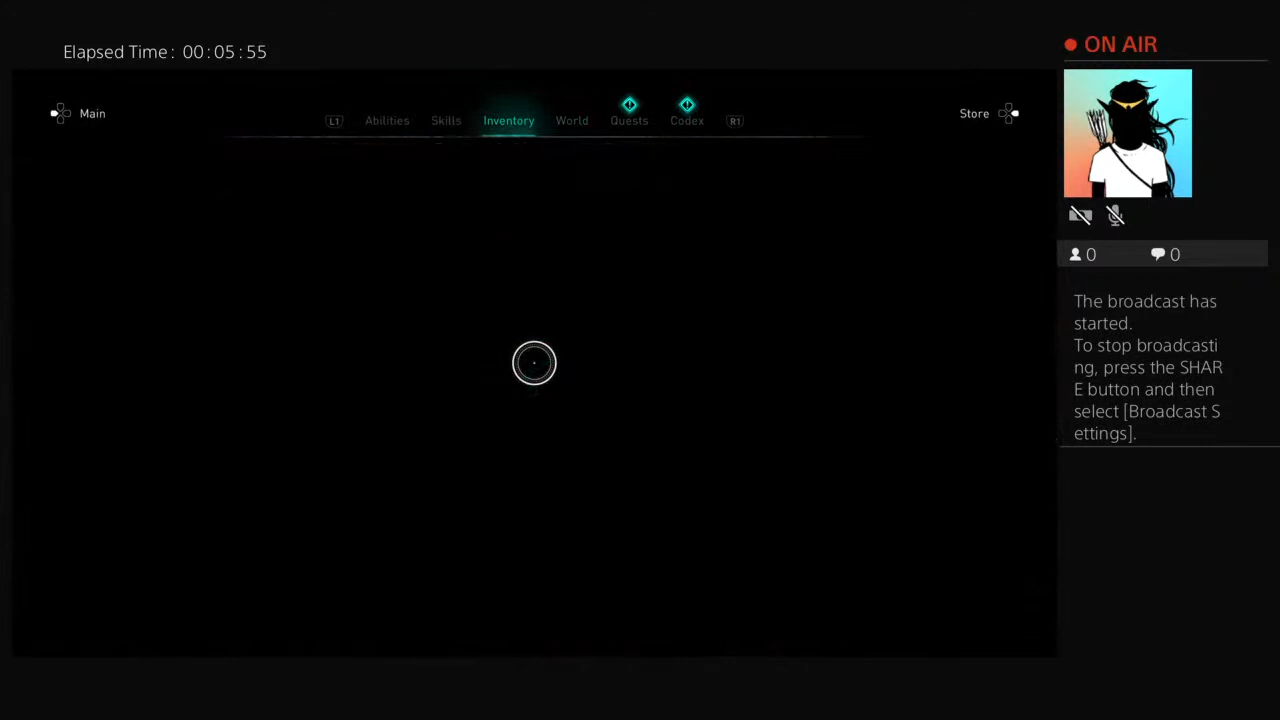 Elapsed Time: 00:05:55
ON AIR
Main
L1 Abilities Skills Inventory World Quests Codex R1
Store
0 0
The broadcast has
started.
To stop broadcasti
ng, press the SHAR
E button and then
select [Broadcast S
ettings].